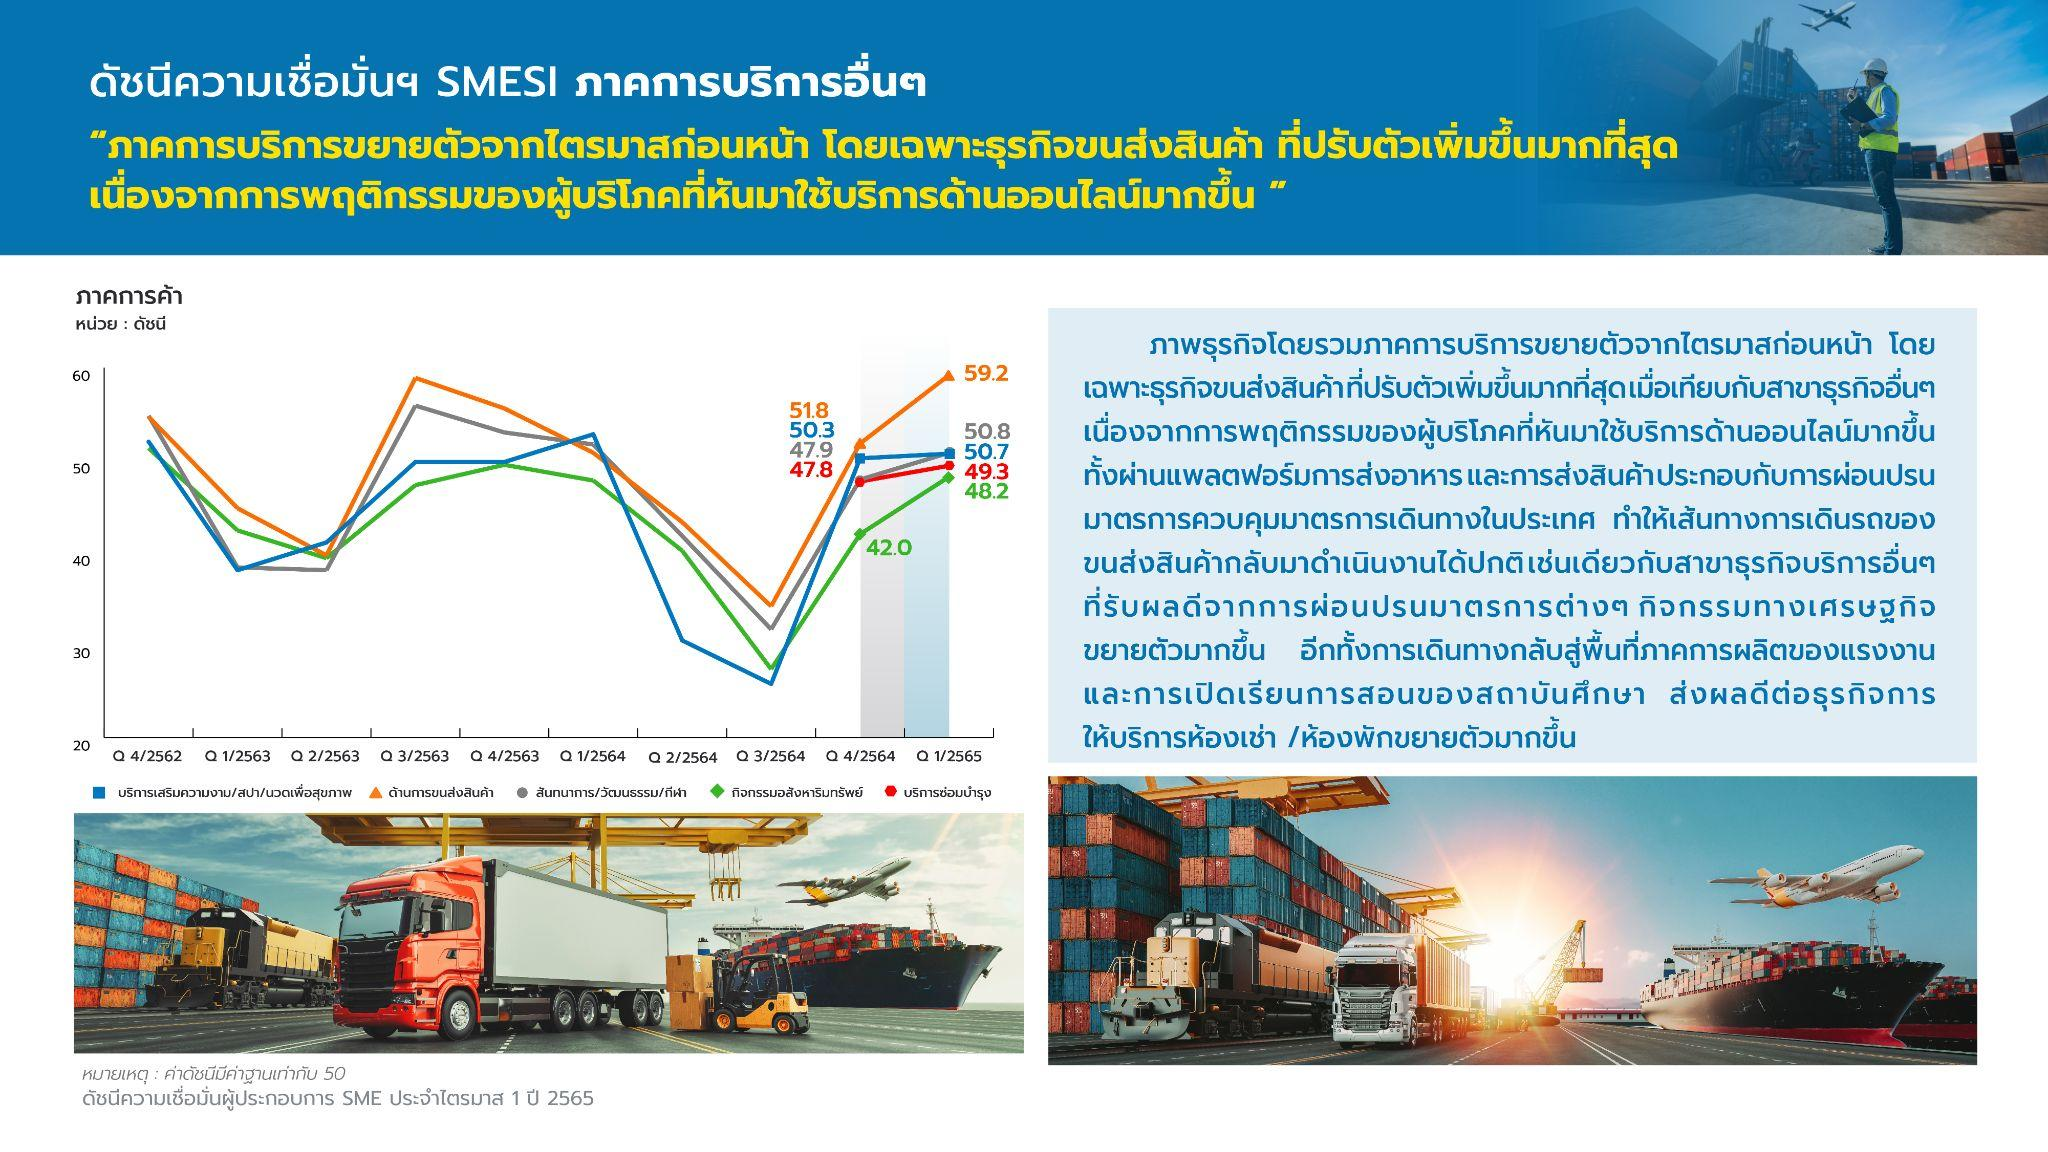 ดัชนีความเชื่อมั่นฯ SMESI ภาคการบริการอื่นๆ
“ภาคการบริการขยายตัวจากไตรมาสก่อนหน้า โดยเฉพาะธุรกิจขนส่งสินค้า ที่ปรับตัวเพิ่มขึ้นมากที่สุด
เนื่องจากการพฤติกรรมของผู้บริโภคที่หันมาใช้บริการด้านออนไลน์มากขึ้น ”
ภาคการค้า
หน่วย : ดัชนี
60
50
40
30
20
51.8
50.3
47.9
47.8
42.0
59.2
50.8
50.7
49.3
48.2
Q 4/2562 Q 1/2563 Q 2/2563 Q 3/2563 Q 4/2563 Q 1/2564 Q 2/2564 Q 3/2564 Q 4/2564 Q 1/2565
บริการเสริมความงาม/สปา/นวดเพื่อสุขภาพ ด้านการขนส่งสินค้า สันทนาการ/วัฒนธรรม/กีฬา กิจกรรมอสังหาริมทรัพย์ บริการซ่อมบำรุง
ภาพธุรกิจโดยรวมภาคการบริการขยายตัวจากไตรมาสก่อนหน้า โดย
เฉพาะธุรกิจขนส่งสินค้าที่ปรับตัวเพิ่มขึ้นมากที่สุดเมื่อเทียบกับสาขาธุรกิจอื่นๆ
เนื่องจากการพฤติกรรมของผู้บริโภคที่หันมาใช้บริการด้านออนไลน์มากขึ้น
ทั้งผ่านแพลตฟอร์มการส่งอาหาร และการส่งสินค้า ประกอบกับการผ่อนปรน
มาตรการควบคุมมาตรการเดินทางในประเทศ ทำให้เส้นทางการเดินรถของ
ขนส่งสินค้ากลับมาดำเนินงานได้ปกติ เช่นเดียวกับสาขาธุรกิจบริการอื่นๆ
ที่รับผลดีจากการผ่อนปรนมาตรการต่างๆ กิจกรรมทางเศรษฐกิจ
ขยายตัวมากขึ้น อีกทั้งการเดินทางกลับสู่พื้นที่ภาคการผลิตของแรงงาน
และการเปิดเรียนการสอนของสถาบันศึกษา ส่งผลดีต่อธุรกิจการ
ให้บริการห้องเช่า /ห้องพักขยายตัวมากขึ้น
หมายเหตุ : ค่าดัชนีมีค่าฐานเท่ากับ 50
ดัชนีความเชื่อมั่นผู้ประกอบการ SME ประจำไตรมาส 1 ปี 2565